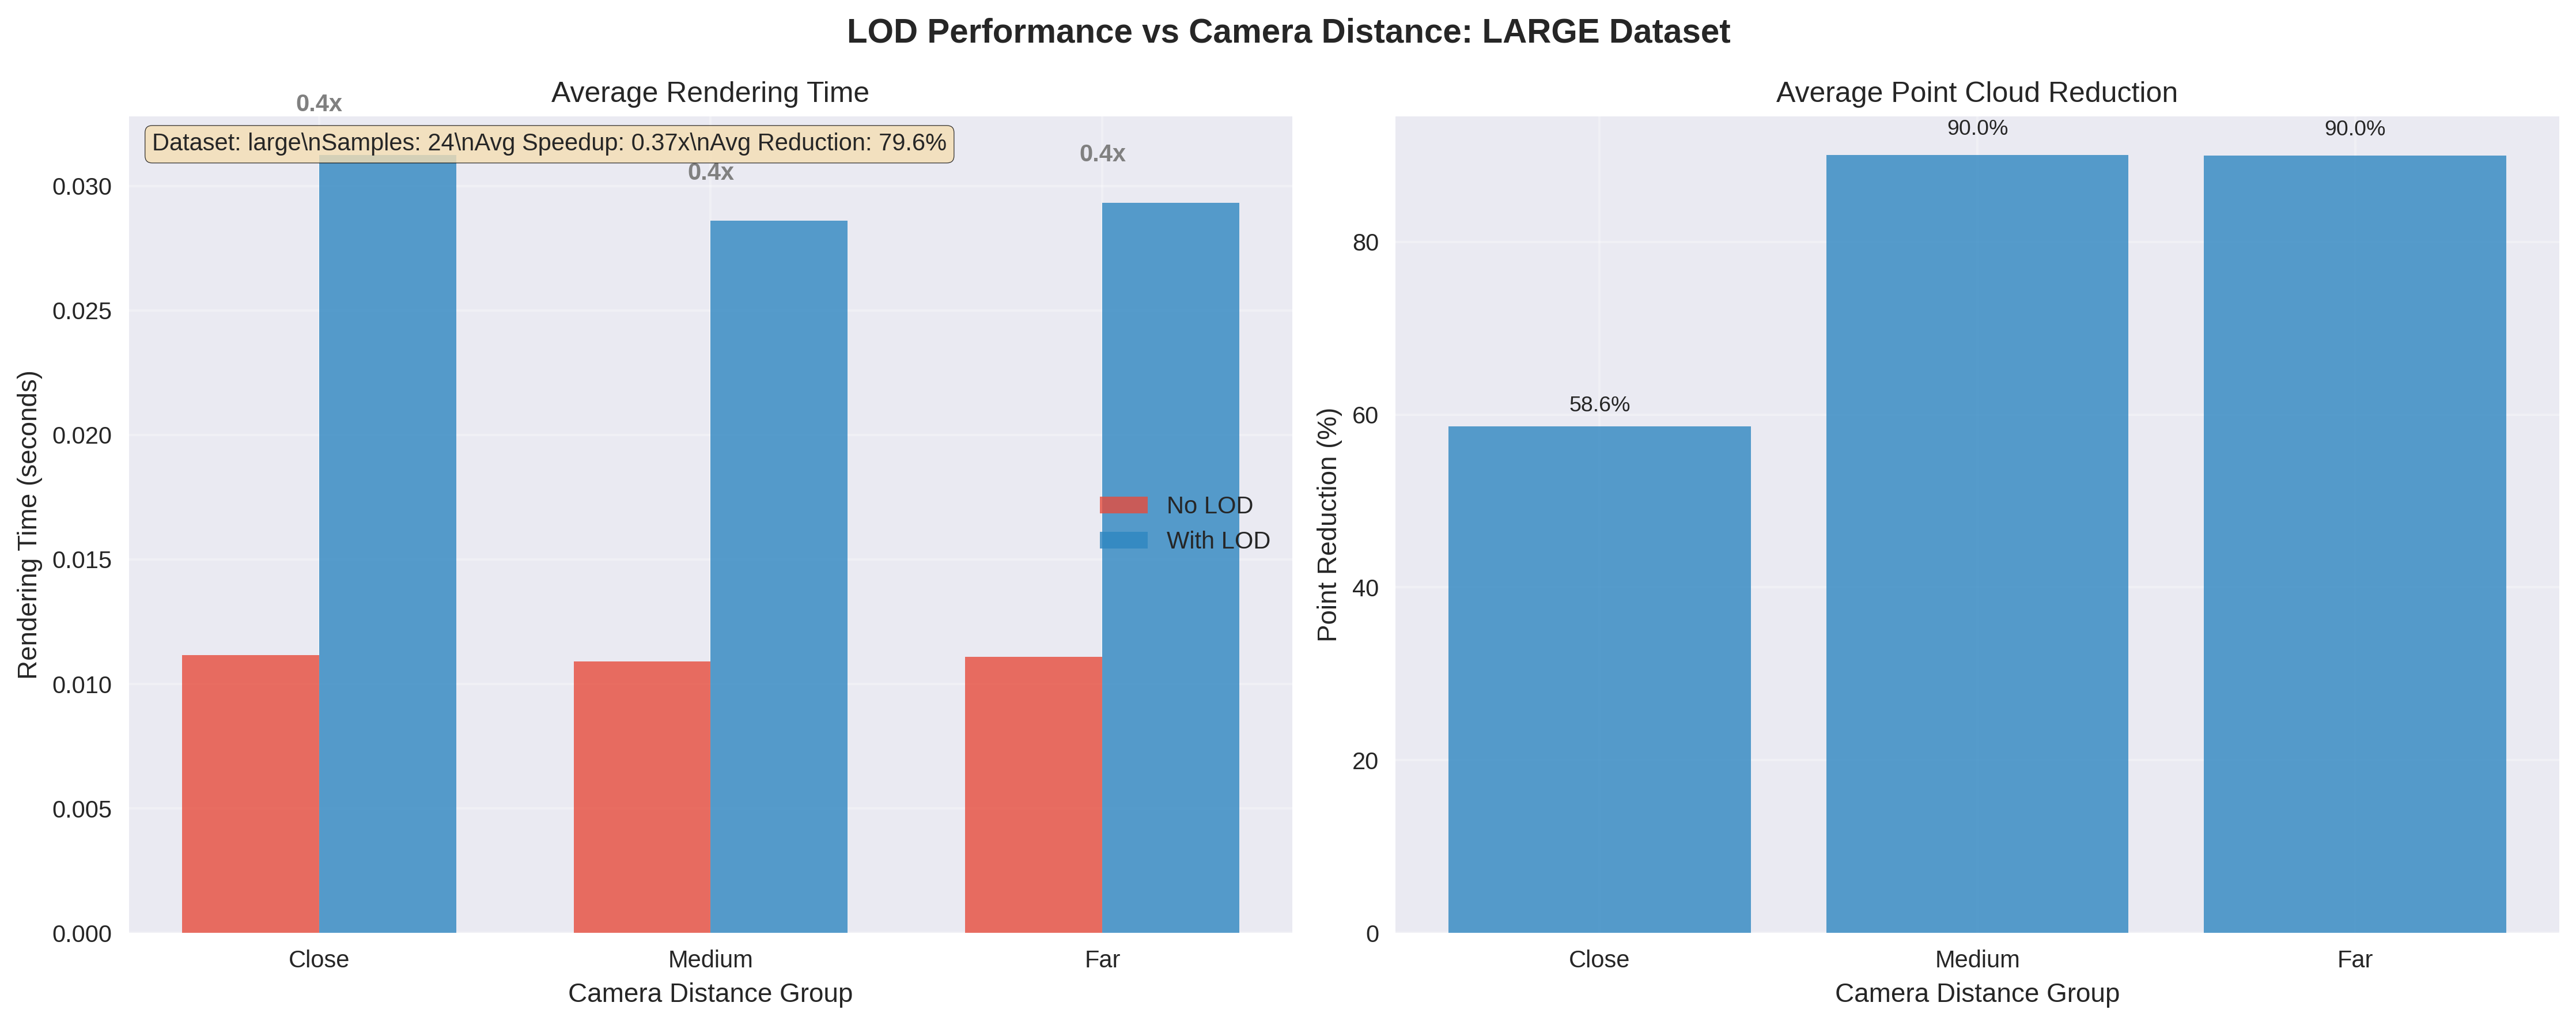 LOD Performance vs Camera Distance: LARGE Dataset
Average Rendering Time
0.4x
Dataset: large\nSamples: 24\nAvg Speedup: 0.37x\nAvg Reduction: 79.6%
0.4x
0.4x
0.030
0.025
0.020
0.015
0.010
0.005
0.000
Rendering Time (seconds)
No LOD
With LOD
Close
Medium
Far
Camera Distance Group
Average Point Cloud Reduction
90.0%
90.0%
58.6%
80
60
40
20
0
Point Reduction (%)
Close
Medium
Far
Camera Distance Group